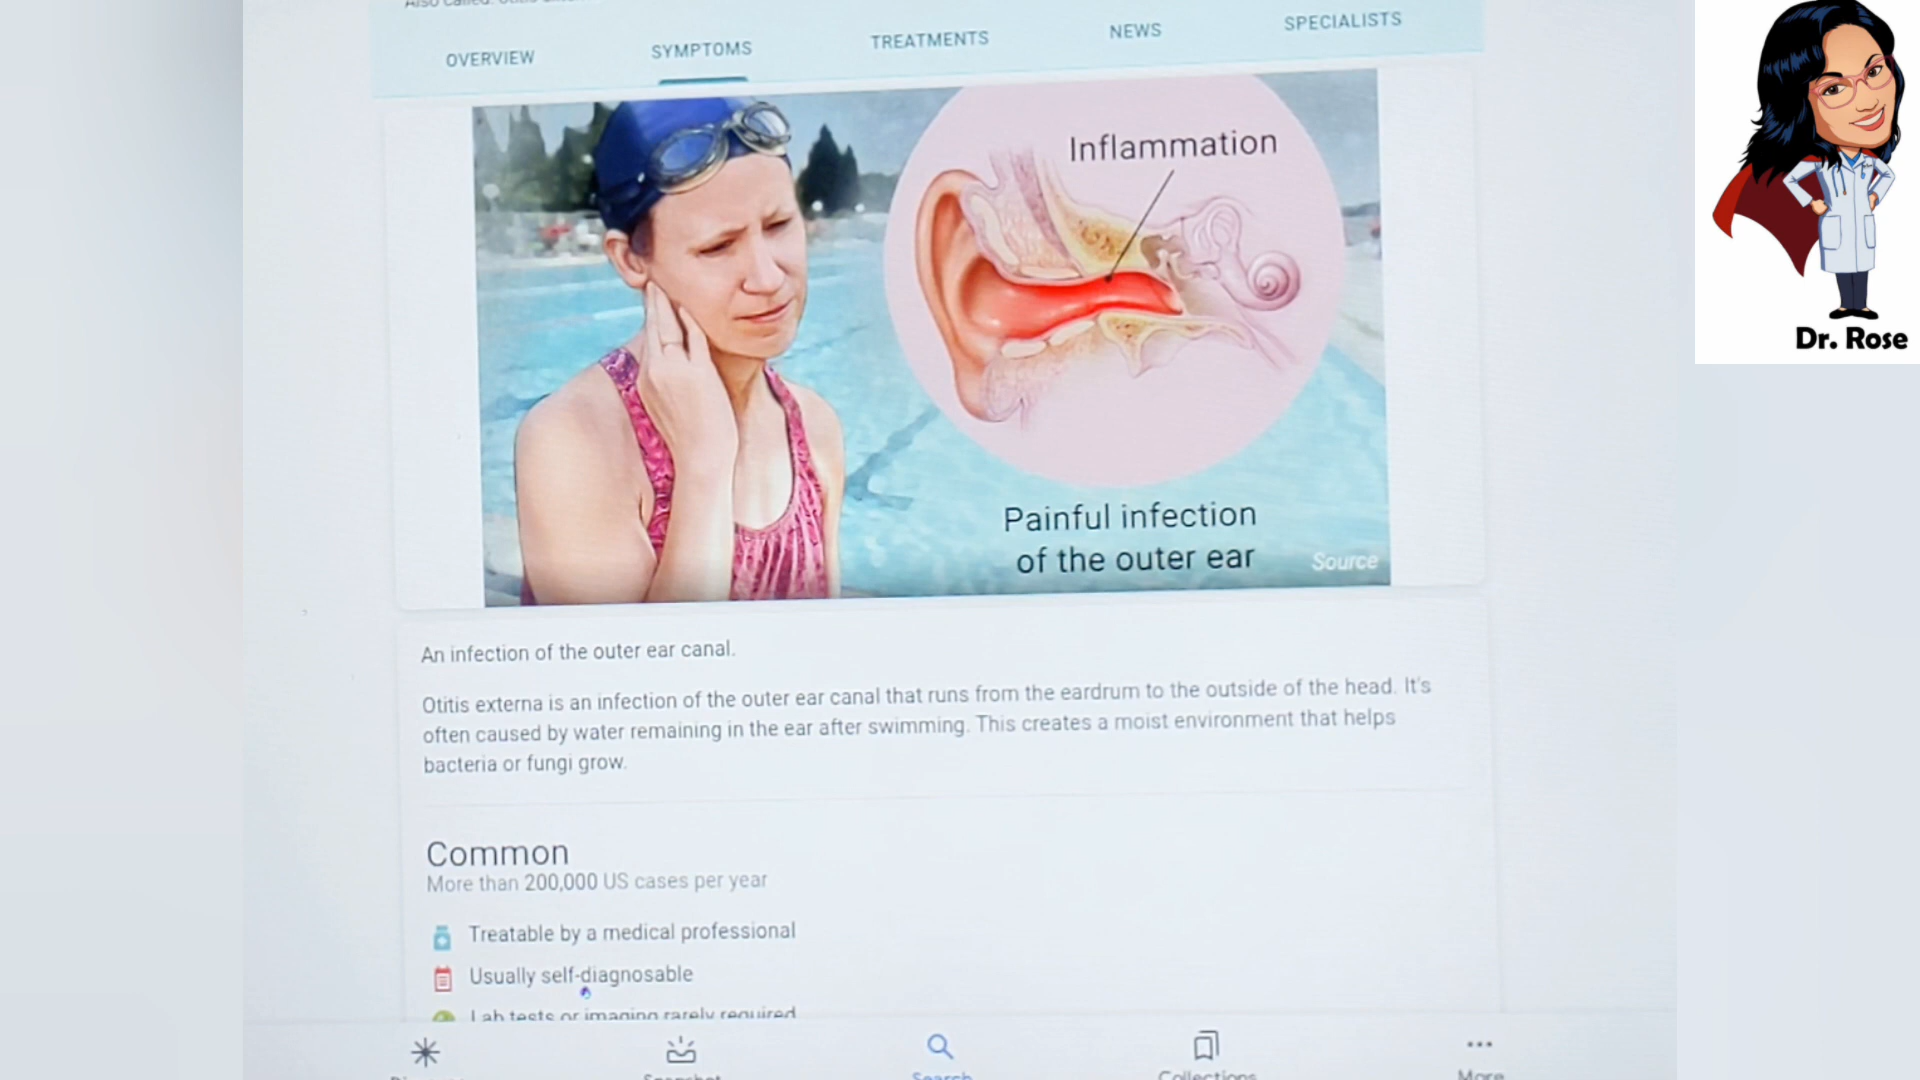 OVERVIEW SYMPTOMS TREATMENTS NEWS SPECIALISTS
Inflammation
Painful infection
of the outer ear
Source
Dr. Rose
An infection of the outer ear canal.
Otitis externa is an infection of the outer ear canal that runs from the eardrum to the outside of the head. It's
often caused by water remaining in the ear after swimming. This creates a moist environment that helps
bacteria or fungi grow.
Common
More than 200,000 US cases per year
Treatable by a medical professional
Usually self-diagnosable
Lab tests or imaging rarely required
Snapshot Search Collections More